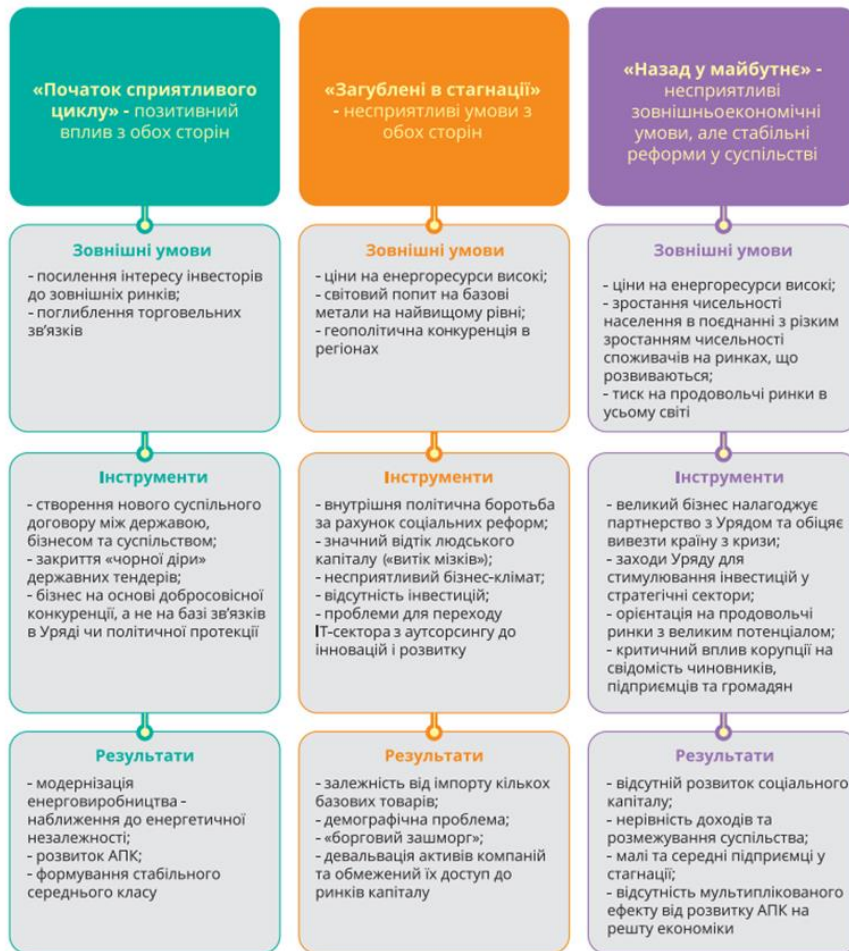 «Початок сприятливого
циклу» - позитивний
вплив з обох сторін
Зовнішні умови
- посилення інтересу інвесторів
до зовнішніх ринків;
- поглиблення торговельних
зв’язків
Інструменти
- створення нового суспільного
договору між державою,
бізнесом та суспільством;
- закриття «чорної діри»
державних тендерів;
- бізнес на основі добросовісної
конкуренції, а не на базі зв’язків
в Уряді чи політичної протекції
Результати
- модернізація
енерговиробництва -
наближення до енергетичної
незалежності;
- розвиток АПК;
- формування стабільного
середнього класу
«Загублені в стагнації»
- несприятливі умови з
обох сторін
Зовнішні умови
- ціни на енергоресурси високі;
- світовий попит на базові
метали на найвищому рівні;
- геополітична конкуренція в
регіонах
Інструменти
- внутрішня політична боротьба
за рахунок соціальних реформ;
- значний відтік людського
капіталу («витік мізків»);
- несприятливий бізнес-клімат;
- відсутність інвестицій;
- проблеми для переходу
ІТ-сектора з аутсорсингу до
інновацій і розвитку
Результати
- залежність від імпорту кількох
базових товарів;
- демографічна проблема;
- «борговий зашморг»;
- девальвація активів компаній
та обмежений їх доступ до
ринків капіталу
«Назад у майбутнє» -
несприятливі
зовнішньоекономічні
умови, але стабільні
реформи у суспільстві
Зовнішні умови
- ціни на енергоресурси високі;
- зростання чисельності
населення в поєднанні з різким
зростанням чисельності
споживачів на ринках, що
розвиваються;
- тиск на продовольчі ринки в
усьому світі
Інструменти
- великий бізнес налагоджує
партнерство з Урядом та обіцяє
вивезти країну з кризи;
- заходи Уряду для
стимулювання інвестицій у
стратегічні сектори;
- орієнтація на продовольчі
ринки з великим потенціалом;
- критичний вплив корупції на
свідомість чиновників,
підприємців та громадян
Результати
- відсутній розвиток соціального
капіталу;
- нерівність доходів та
розмежування суспільства;
- малі та середні підприємці у
стагнації;
- відсутність мультиплікованого
ефекту від розвитку АПК на
решту економіки